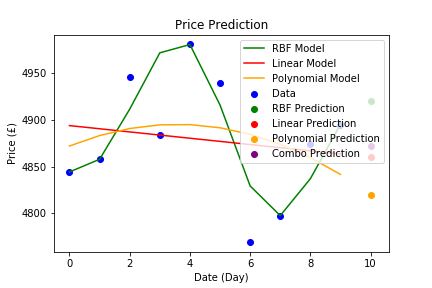 Price Prediction
RBF Model
Linear Model
Polynomial Model
Data
RBF Prediction
Linear Prediction
Polynomial Prediction
Combo Prediction
Price (£)
4950
4900
4850
4800
0 2 4 6 8 10
Date (Day)